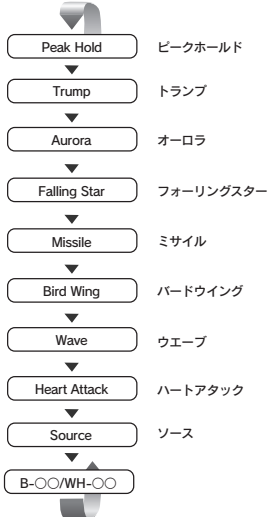 Peak Hold ピークホールド
Trump トランプ
Aurora オーロラ
Falling Star フォーリングスター
Missile ミサイル
Bird Wing バードウイング
Wave ウエーブ
Heart Attack ハートアタック
Source ソース
B-○○/WH-○○